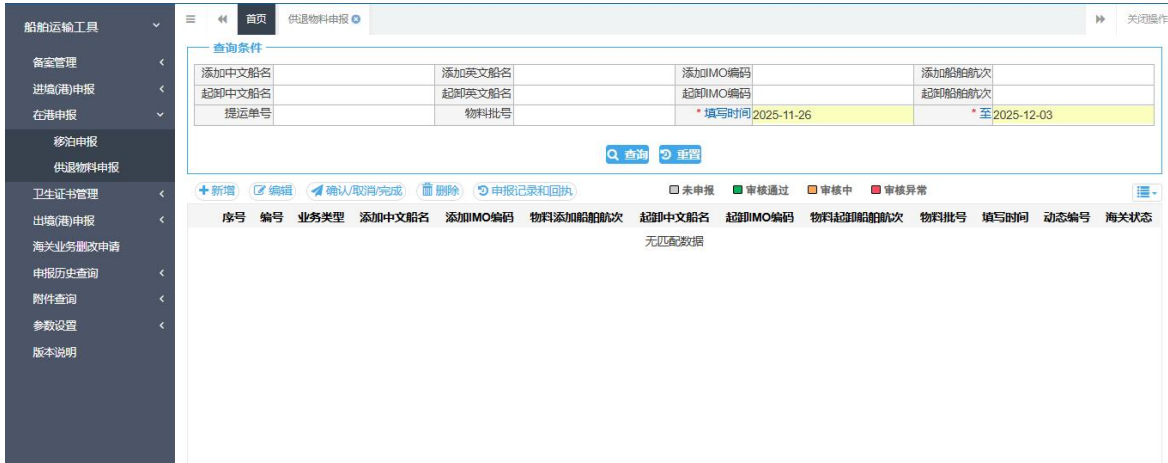 船舶运输工具
备案管理
进境(港)申报
在港申报
移泊申报
供退物料申报
卫生证书管理
出境(港)申报
海关业务删改申请
申报历史查询
附件查询
参数设置
版本说明
首页 供退物料申报 关闭操作
查询条件
添加中文船名 添加英文船名 添加IMO编码 添加船舶航次
起卸中文船名 起卸英文船名 起卸IMO编码 起卸船舶航次
提运单号 物料批号 *填写时间 2025-11-26 *至 2025-12-03
查询 重置
新增 编辑 确认/取消/完成 删除 申报记录和回执 未申报 审核通过 审核中 审核异常
序号 编号 业务类型 添加中文船名 添加IMO编码 物料添加船舶航次 起卸中文船名 起卸IMO编码 物料起卸船舶航次 物料批号 填写时间 动态编号 海关状态
无匹配数据